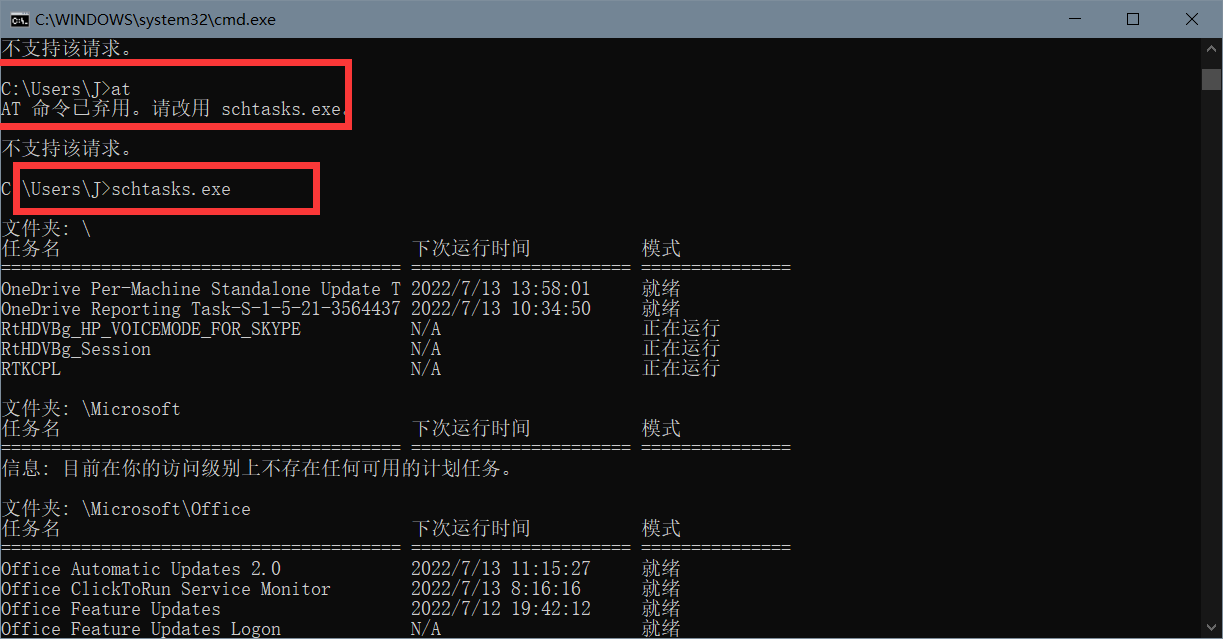 C:\WINDOWS\system32\cmd.exe
不支持该请求。
C:\Users\J>at
AT 命令已弃用。请改用 schtasks.exe。
不支持该请求。
C:\Users\J>schtasks.exe
文件夹: \
任务名 下次运行时间 模式
======================================== ====================== ===============
OneDrive Per-Machine Standalone Update T 2022/7/13 13:58:01 就绪
OneDrive Reporting Task-S-1-5-21-3564437 2022/7/13 10:34:50 就绪
RtHDVBg_HP_VOICEMODE_FOR_SKYPE N/A 正在运行
RtHDVBg_Session N/A 正在运行
RTKCPL N/A 正在运行
文件夹: \Microsoft
任务名 下次运行时间 模式
======================================== ====================== ===============
信息: 目前在你的访问级别上不存在任何可用的计划任务。
文件夹: \Microsoft\Office
任务名 下次运行时间 模式
======================================== ====================== ===============
Office Automatic Updates 2.0 2022/7/13 11:15:27 就绪
Office ClickToRun Service Monitor 2022/7/13 8:16:16 就绪
Office Feature Updates 2022/7/12 19:42:12 就绪
Office Feature Updates Logon N/A 就绪